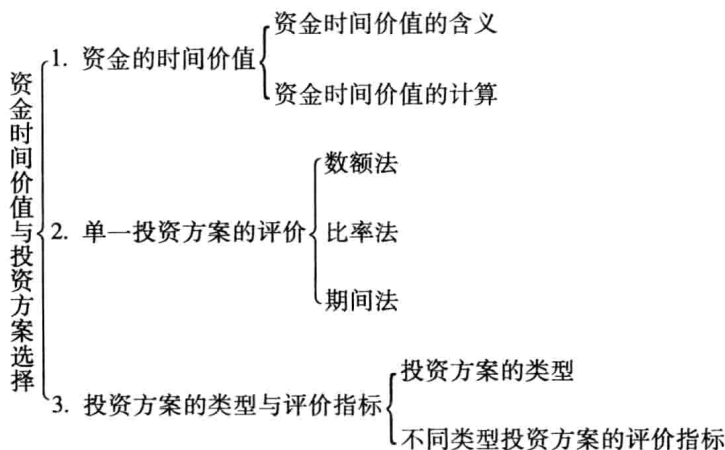 资金时间价值与投资方案选择
1. 资金的时间价值
资金时间价值的含义
资金时间价值的计算
2. 单一投资方案的评价
数额法
比率法
期间法
3. 投资方案的类型与评价指标
投资方案的类型
不同类型投资方案的评价指标